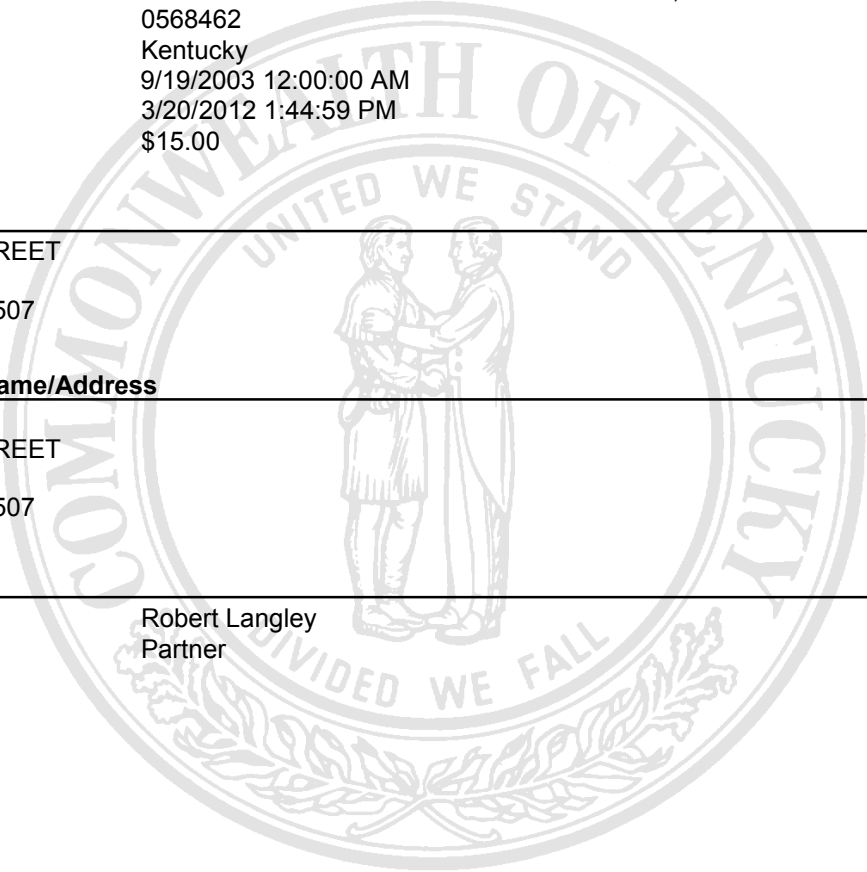 0568462
Kentucky
9/19/2003 12:00:00 AM
3/20/2012 1:44:59 PM
$15.00
REET
507
ame/Address
REET
507
Robert Langley
Partner
COMMONWEALTH OF KENTUCKY
UNITED WE STAND
DIVIDED WE FALL